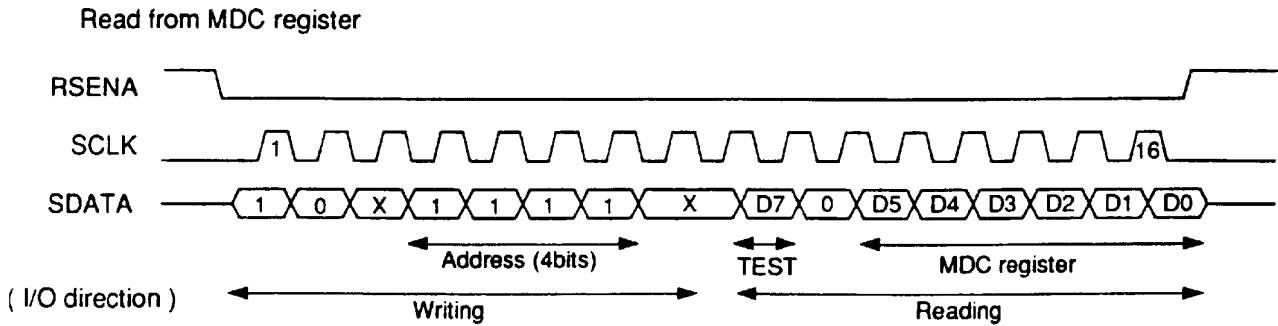 Read from MDC register
RSENA
SCLK 1 16
SDATA 1 0 X 1 1 1 1 X D7 0 D5 D4 D3 D2 D1 D0
Address (4bits) TEST MDC register
( I/O direction ) Writing Reading